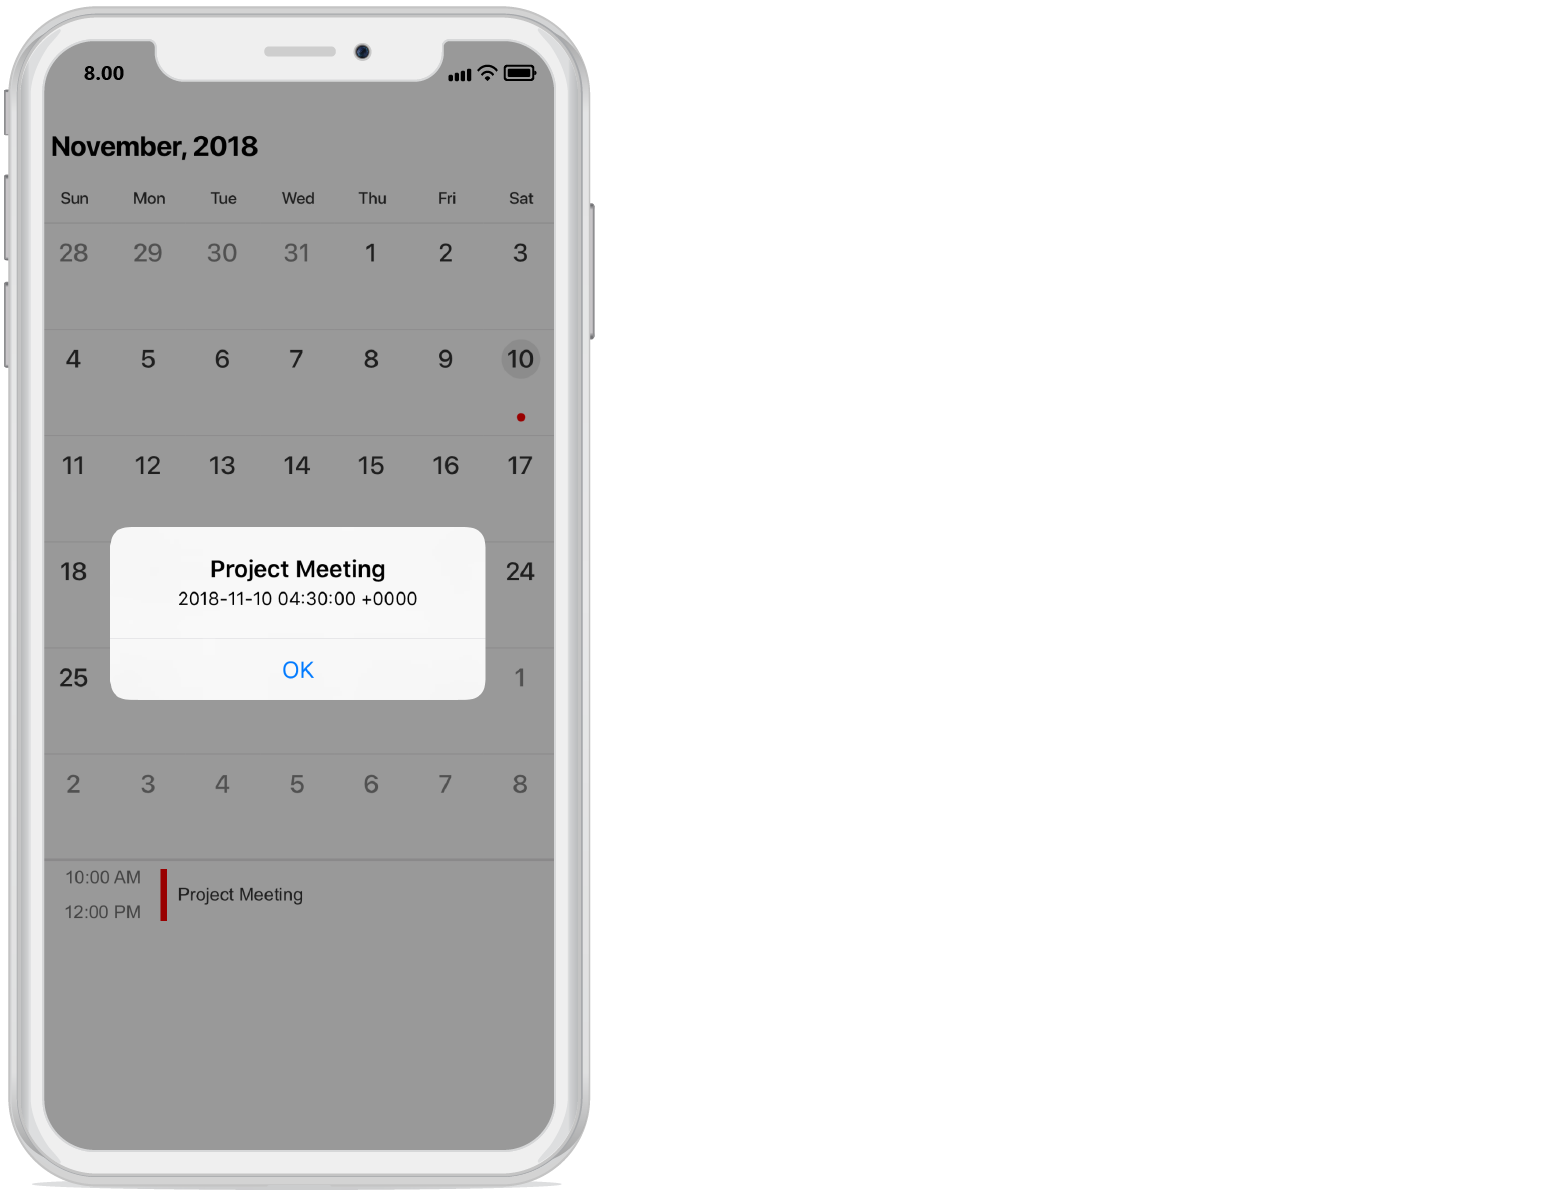 8.00
November, 2018
Sun Mon Tue Wed Thu Fri Sat
28 29 30 31 1 2 3
4 5 6 7 8 9 10
11 12 13 14 15 16 17
18 24
Project Meeting
2018-11-10 04:30:00 +0000
OK
25 1
2 3 4 5 6 7 8
10:00 AM
Project Meeting
12:00 PM